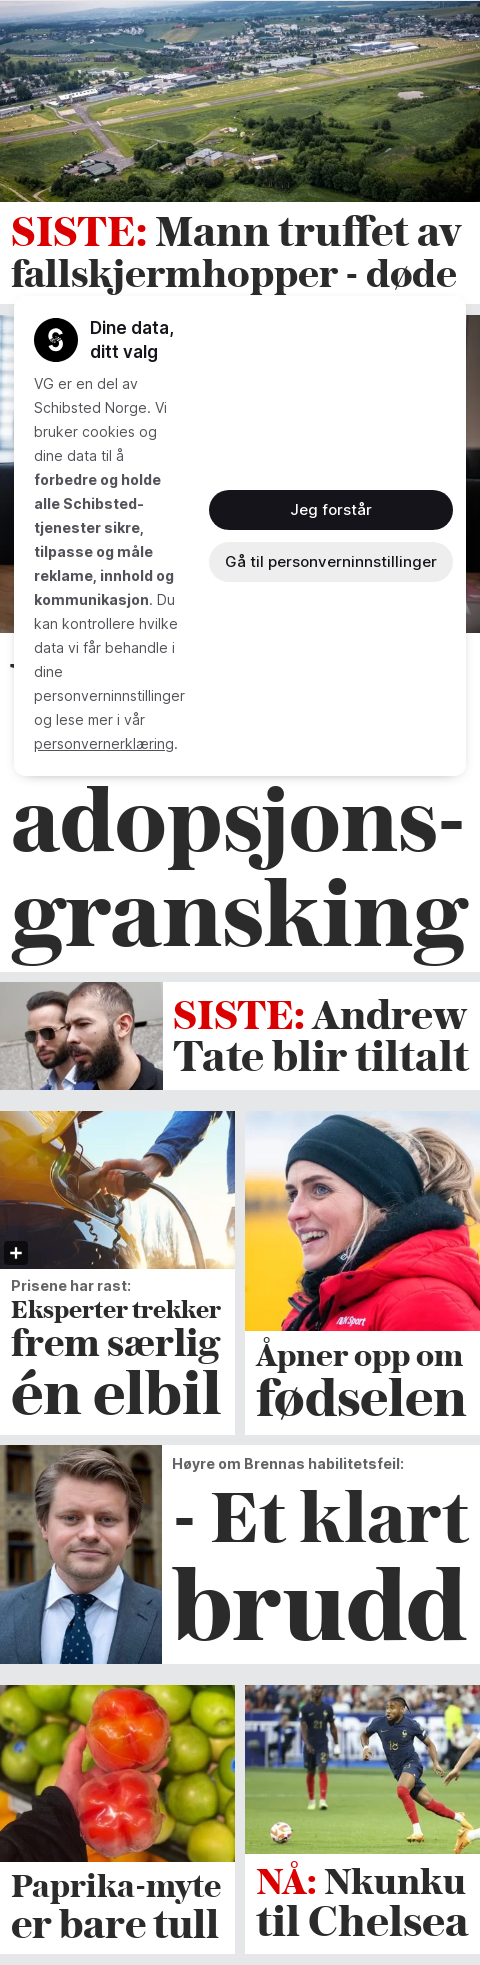 SISTE: Mann truffet av
fallskjermhopper - døde
Dine data,
ditt valg
VG er en del av
Schibsted Norge. Vi
bruker cookies og
dine data til å
forbedre og holde
alle Schibsted-
tjenester sikre,
tilpasse og måle
reklame, innhold og
kommunikasjon. Du
kan kontrollere hvilke
data vi får behandle i
dine
personverninnstillinger
og lese mer i vår
personvernerklæring.
Jeg forstår
Gå til personverninnstillinger
adopsjons-
gransking
SISTE: Andrew
Tate blir tiltalt
Prisene har rast:
Eksperter trekker
frem særlig
én elbil
Åpner opp om
fødselen
Høyre om Brennas habilitetsfeil:
- Et klart
brudd
Paprika-myte
er bare tull
NÅ: Nkunku
til Chelsea